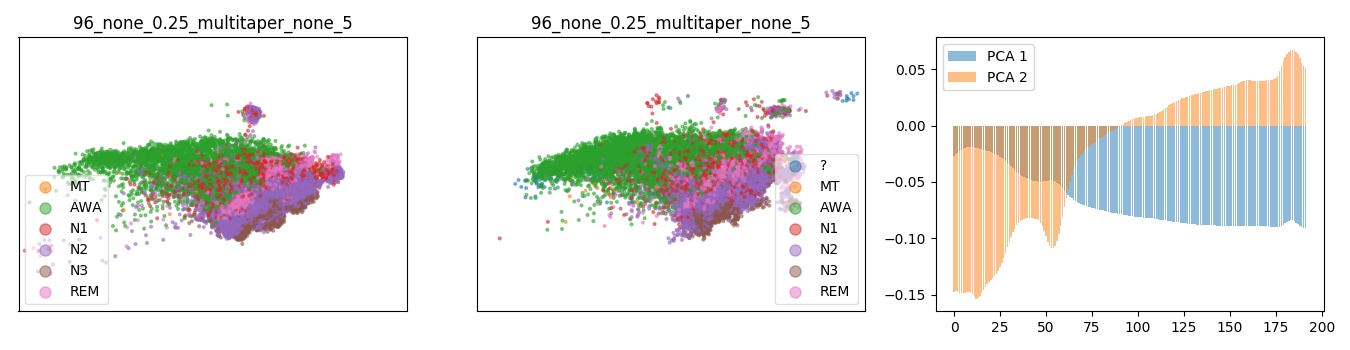 96_none_0.25_multitaper_none_5
MT
AWA
N1
N2
N3
REM
96_none_0.25_multitaper_none_5
?
MT
AWA
N1
N2
N3
REM
PCA 1
PCA 2
0.05
0.00
−0.05
−0.10
−0.15
0 25 50 75 100 125 150 175 200